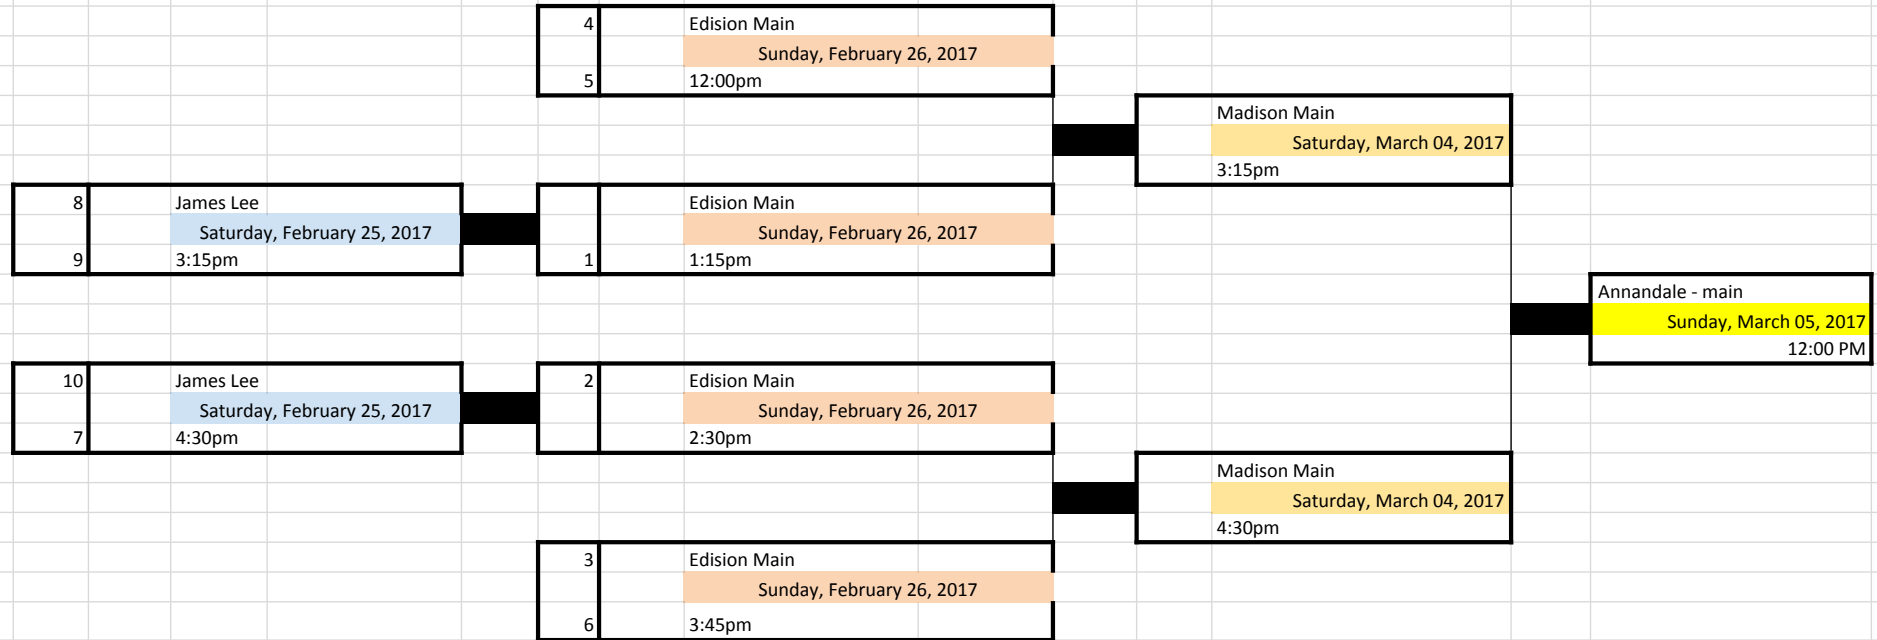 4 Edision Main
Sunday, February 26, 2017
5 12:00pm
Madison Main
Saturday, March 04, 2017
3:15pm
8 James Lee
Saturday, February 25, 2017
9 3:15pm
Edision Main
Sunday, February 26, 2017
1 1:15pm
Annandale - main
Sunday, March 05, 2017
12:00 PM
10 James Lee
Saturday, February 25, 2017
7 4:30pm
2 Edision Main
Sunday, February 26, 2017
2:30pm
Madison Main
Saturday, March 04, 2017
4:30pm
3 Edision Main
Sunday, February 26, 2017
6 3:45pm